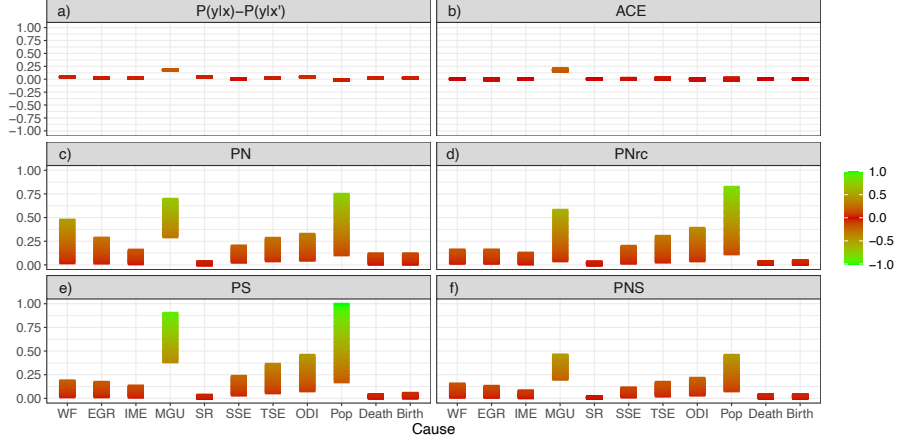 a) P(y|x)−P(y|x')
b) ACE
1.00
0.75
0.50
0.25
0.00
−0.25
−0.50
−0.75
−1.00
c) PN
d) PNrc
1.00
0.75
0.50
0.25
0.00
1.0
0.5
0.0
−0.5
−1.0
e) PS
f) PNS
1.00
0.75
0.50
0.25
0.00
WF EGR IME MGU SR SSE TSE ODI Pop Death Birth
WF EGR IME MGU SR SSE TSE ODI Pop Death Birth
Cause